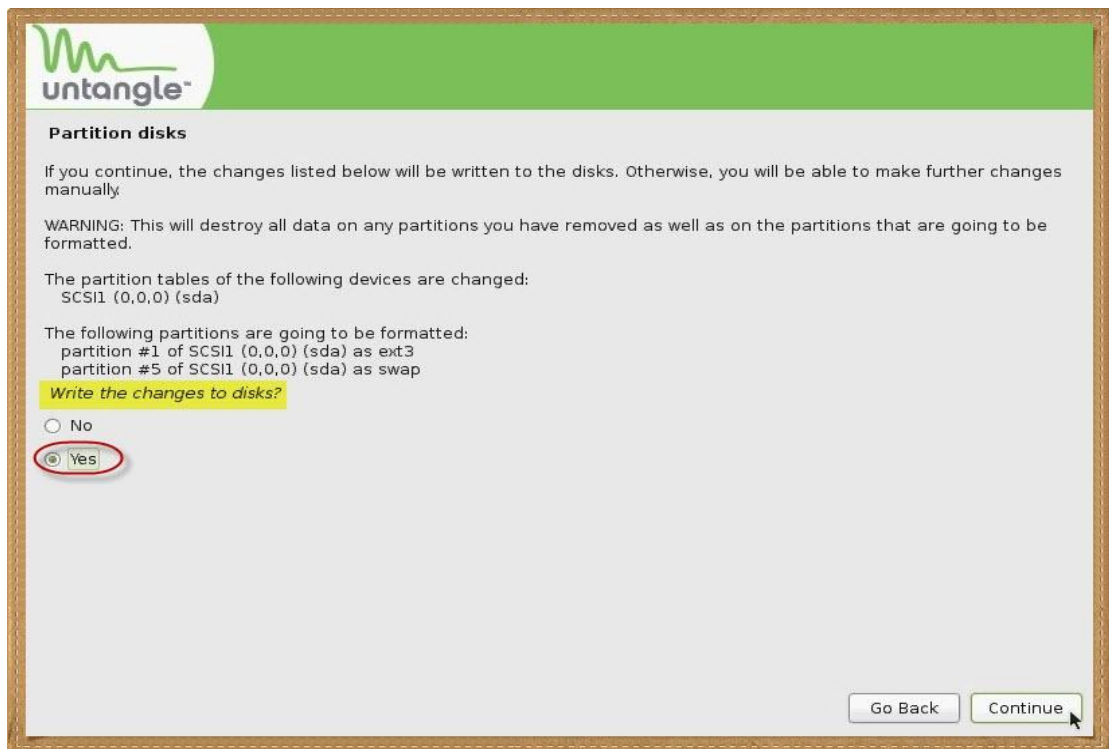 untangle™
Partition disks
If you continue, the changes listed below will be written to the disks. Otherwise, you will be able to make further changes
manually.
WARNING: This will destroy all data on any partitions you have removed as well as on the partitions that are going to be
formatted.
The partition tables of the following devices are changed:
SCSI1 (0,0,0) (sda)
The following partitions are going to be formatted:
partition #1 of SCSI1 (0,0,0) (sda) as ext3
partition #5 of SCSI1 (0,0,0) (sda) as swap
Write the changes to disks?
No
Yes
Go Back
Continue